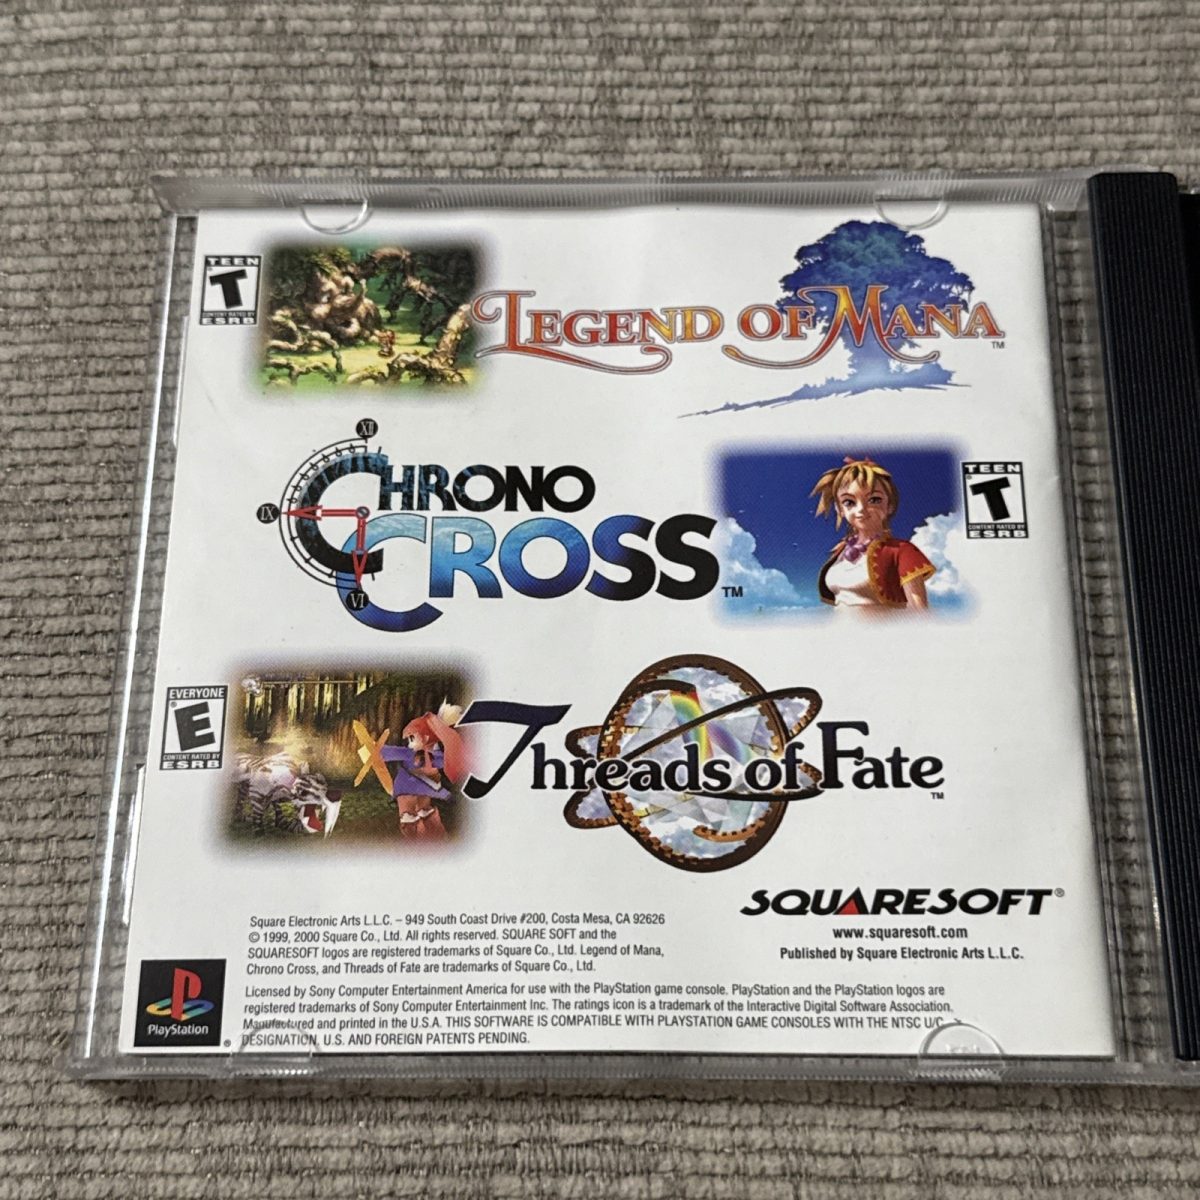 TEEN
T
CONTENT RATED BY
ESRB
LEGEND OF MANA™
XII
IX
VI
CHRONO
CROSS™
TEEN
T
CONTENT RATED BY
ESRB
EVERYONE
E
CONTENT RATED BY
ESRB
Threads of Fate™
SQUARESOFT®
www.squaresoft.com
Published by Square Electronic Arts L.L.C.
Square Electronic Arts L.L.C. – 949 South Coast Drive #200, Costa Mesa, CA 92626
© 1999, 2000 Square Co., Ltd. All rights reserved. SQUARE SOFT and the
SQUARESOFT logos are registered trademarks of Square Co., Ltd. Legend of Mana,
Chrono Cross, and Threads of Fate are trademarks of Square Co., Ltd.
Licensed by Sony Computer Entertainment America for use with the PlayStation game console. PlayStation and the PlayStation logos are
registered trademarks of Sony Computer Entertainment Inc. The ratings icon is a trademark of the Interactive Digital Software Association.
Manufactured and printed in the U.S.A. THIS SOFTWARE IS COMPATIBLE WITH PLAYSTATION GAME CONSOLES WITH THE NTSC U/C
DESIGNATION. U.S. AND FOREIGN PATENTS PENDING.
PlayStation®